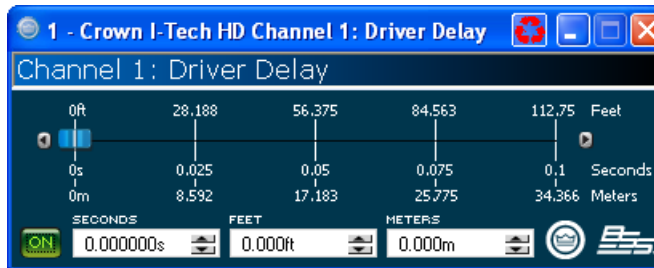 1 - Crown I-Tech HD Channel 1: Driver Delay
Channel 1: Driver Delay
0ft 28.188 56.375 84.563 112.75 Feet
0s 0.025 0.05 0.075 0.1 Seconds
0m 8.592 17.183 25.775 34.366 Meters
SECONDS FEET METERS
ON 0.000000s 0.000ft 0.000m